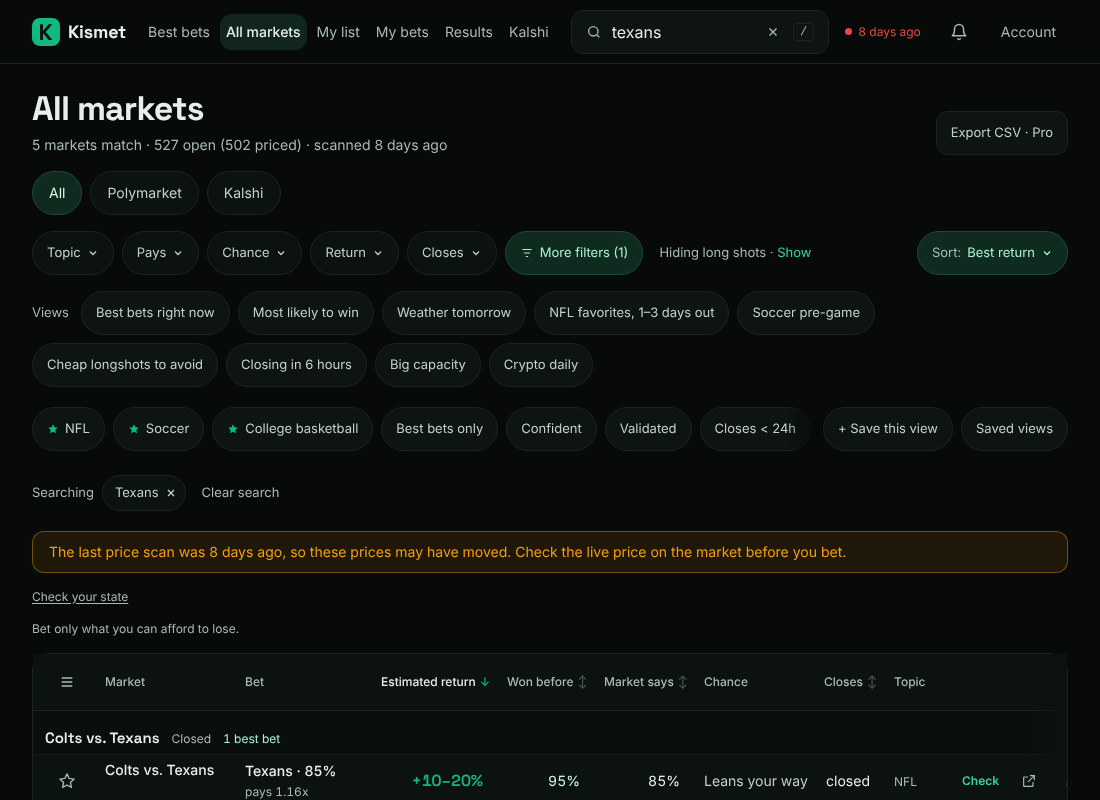 K Kismet Best bets All markets My list My bets Results Kalshi texans / 8 days ago Account
All markets
5 markets match · 527 open (502 priced) · scanned 8 days ago
Export CSV · Pro
All Polymarket Kalshi
Topic Pays Chance Return Closes More filters (1) Hiding long shots · Show Sort: Best return
Views Best bets right now Most likely to win Weather tomorrow NFL favorites, 1–3 days out Soccer pre-game
Cheap longshots to avoid Closing in 6 hours Big capacity Crypto daily
NFL Soccer College basketball Best bets only Confident Validated Closes < 24h + Save this view Saved views
Searching Texans × Clear search
The last price scan was 8 days ago, so these prices may have moved. Check the live price on the market before you bet.
Check your state
Bet only what you can afford to lose.
Market Bet Estimated return ↓ Won before Market says Chance Closes Topic
Colts vs. Texans Closed 1 best bet
Colts vs. Texans Texans · 85% +10–20% 95% 85% Leans your way closed NFL Check
pays 1.16x